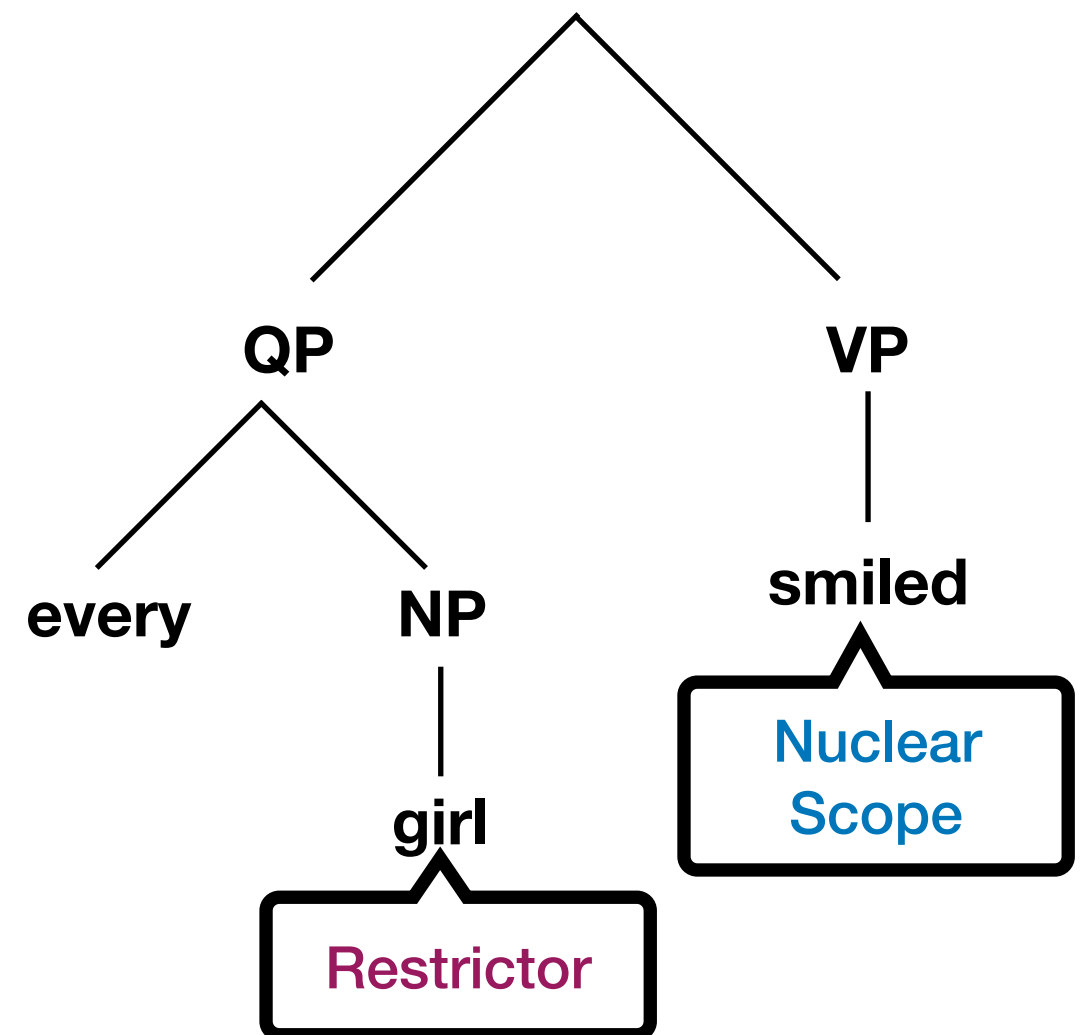 QP VP
every NP smiled
Nuclear
Scope
girl
Restrictor